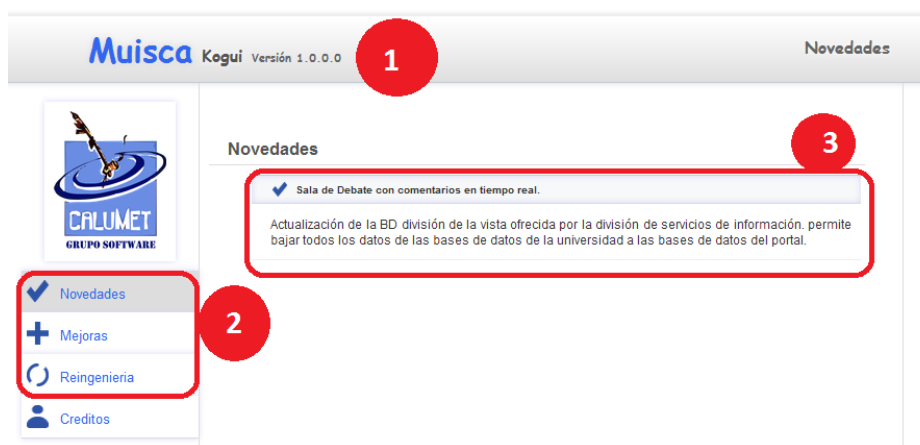 Muisca Kogui Versión 1.0.0.0
1
Novedades
CALUMET
GRUPO SOFTWARE
Novedades
3
Sala de Debate con comentarios en tiempo real.
Actualización de la BD división de la vista ofrecida por la división de servicios de información. permite
bajar todos los datos de las bases de datos de la universidad a las bases de datos del portal.
Novedades
2
Mejoras
Reingenieria
Creditos